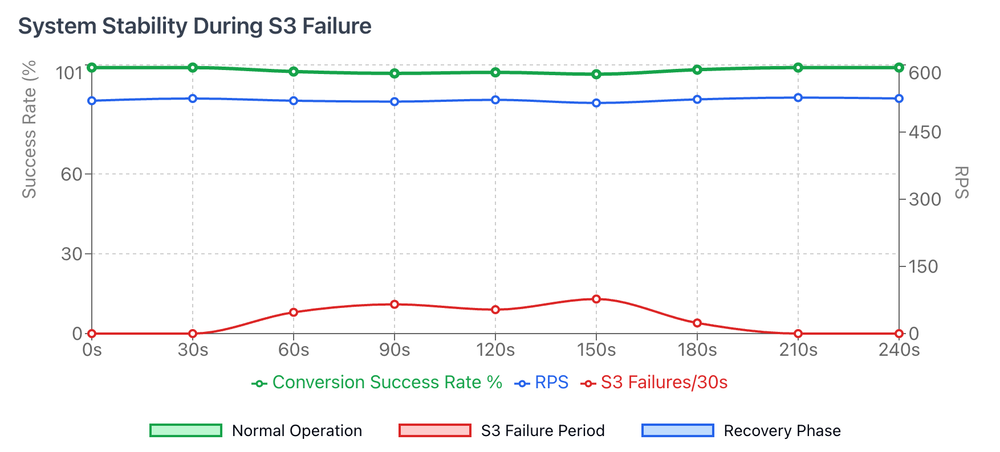 System Stability During S3 Failure
Success Rate (%
101
60
30
0
600
450
300
150
0
RPS
0s 30s 60s 90s 120s 150s 180s 210s 240s
Conversion Success Rate % RPS S3 Failures/30s
Normal Operation S3 Failure Period Recovery Phase